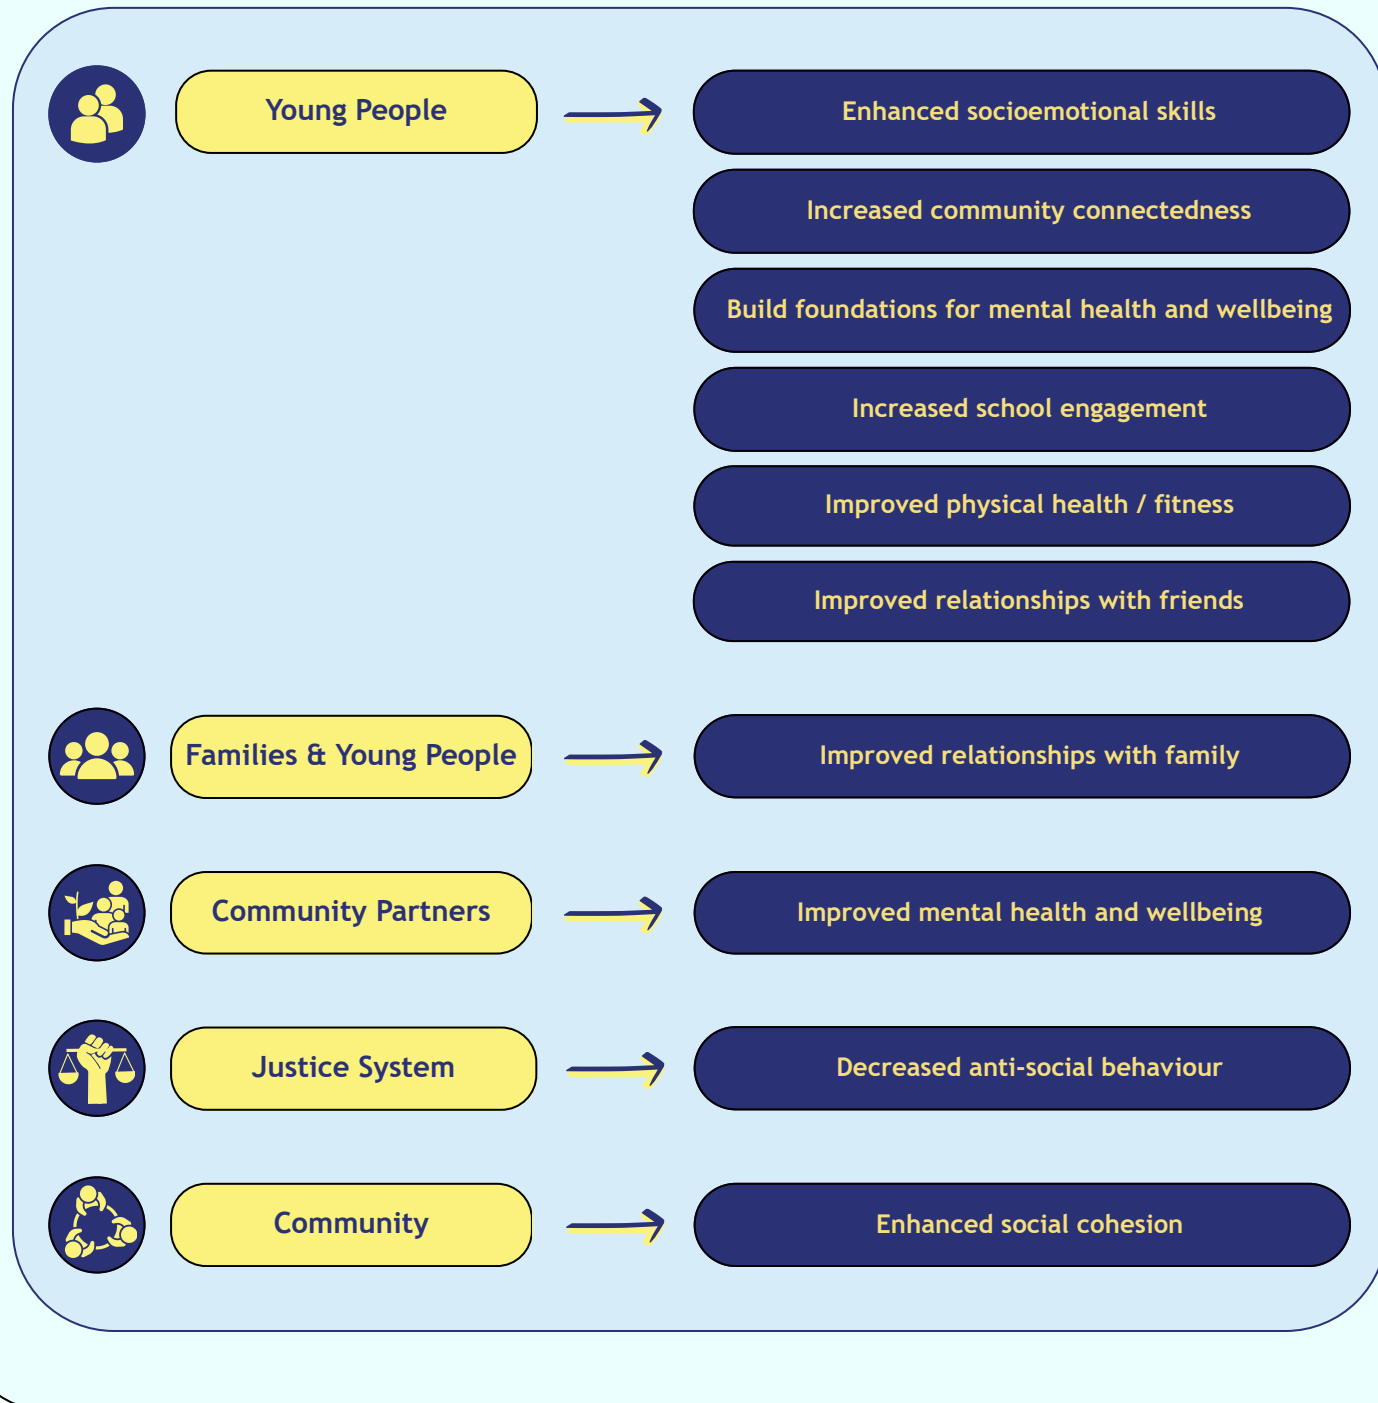 Young People
Enhanced socioemotional skills
Increased community connectedness
Build foundations for mental health and wellbeing
Increased school engagement
Improved physical health / fitness
Improved relationships with friends
Families & Young People
Improved relationships with family
Community Partners
Improved mental health and wellbeing
Justice System
Decreased anti-social behaviour
Community
Enhanced social cohesion